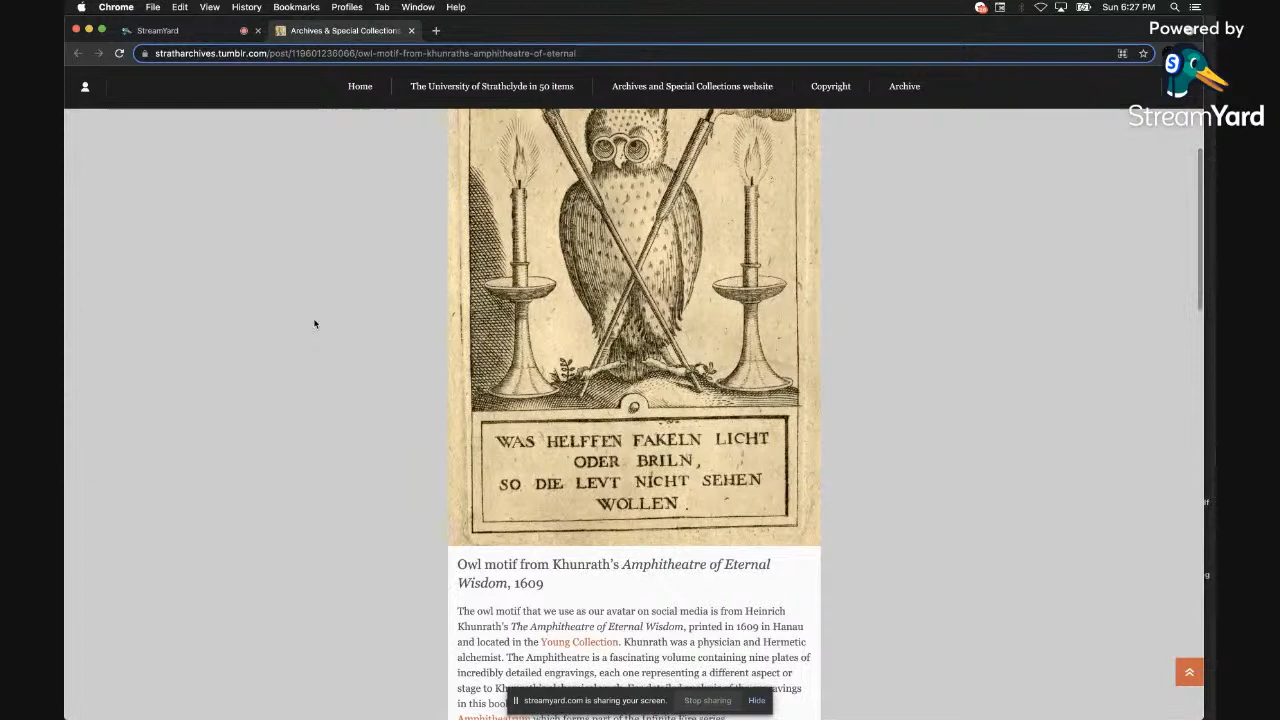 Chrome File Edit View History Bookmarks Profiles Tab Window Help
Sun 6:27 PM
Powered by
StreamYard
StreamYard
Archives & Special Collections
stratharchives.tumblr.com/post/119601236066/owl-motif-from-khunraths-amphitheatre-of-eternal
Home
The University of Strathclyde in 50 items
Archives and Special Collections website
Copyright
Archive
WAS HELFFEN FAKELN LICHT
ODER BRILN,
SO DIE LEVT NICHT SEHEN
WOLLEN.
Owl motif from Khunrath's Amphitheatre of Eternal
Wisdom, 1609
The owl motif that we use as our avatar on social media is from Heinrich
Khunrath's The Amphitheatre of Eternal Wisdom, printed in 1609 in Hanau
and located in the Young Collection. Khunrath was a physician and Hermetic
alchemist. The Amphitheatre is a fascinating volume containing nine plates of
incredibly detailed engravings, each one representing a different aspect or
stage to
in this
streamyard.com is sharing your screen.
Stop sharing
Hide
which forms part of the Infinite Fire series